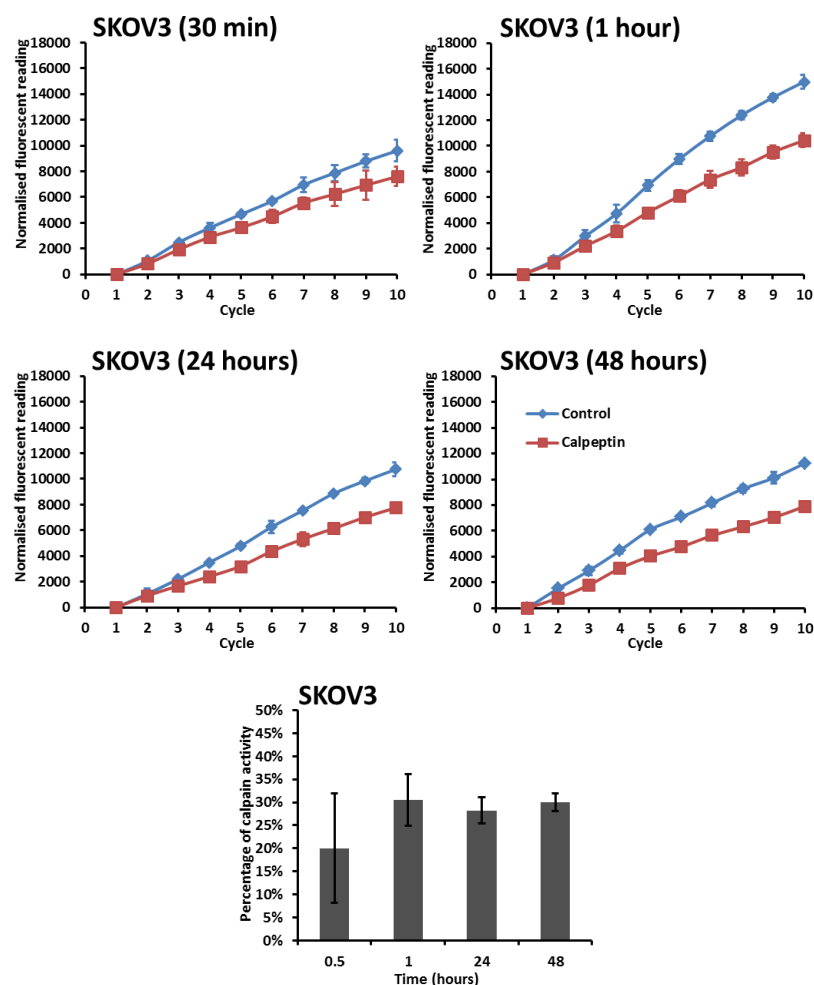 SKOV3 (30 min)
Normalised fluorescent reading
18000
16000
14000
12000
10000
8000
6000
4000
2000
0
0 1 2 3 4 5 6 7 8 9 10
Cycle
SKOV3 (1 hour)
Normalised fluorescent reading
18000
16000
14000
12000
10000
8000
6000
4000
2000
0
0 1 2 3 4 5 6 7 8 9 10
Cycle
SKOV3 (24 hours)
Normalised fluorescent reading
18000
16000
14000
12000
10000
8000
6000
4000
2000
0
0 1 2 3 4 5 6 7 8 9 10
Cycle
SKOV3 (48 hours)
Normalised fluorescent reading
18000
16000
14000
12000
10000
8000
6000
4000
2000
0
Control
Calpeptin
0 1 2 3 4 5 6 7 8 9 10
Cycle
SKOV3
Percentage of calpain activity
50%
45%
40%
35%
30%
25%
20%
15%
10%
5%
0%
0.5 1 24 48
Time (hours)